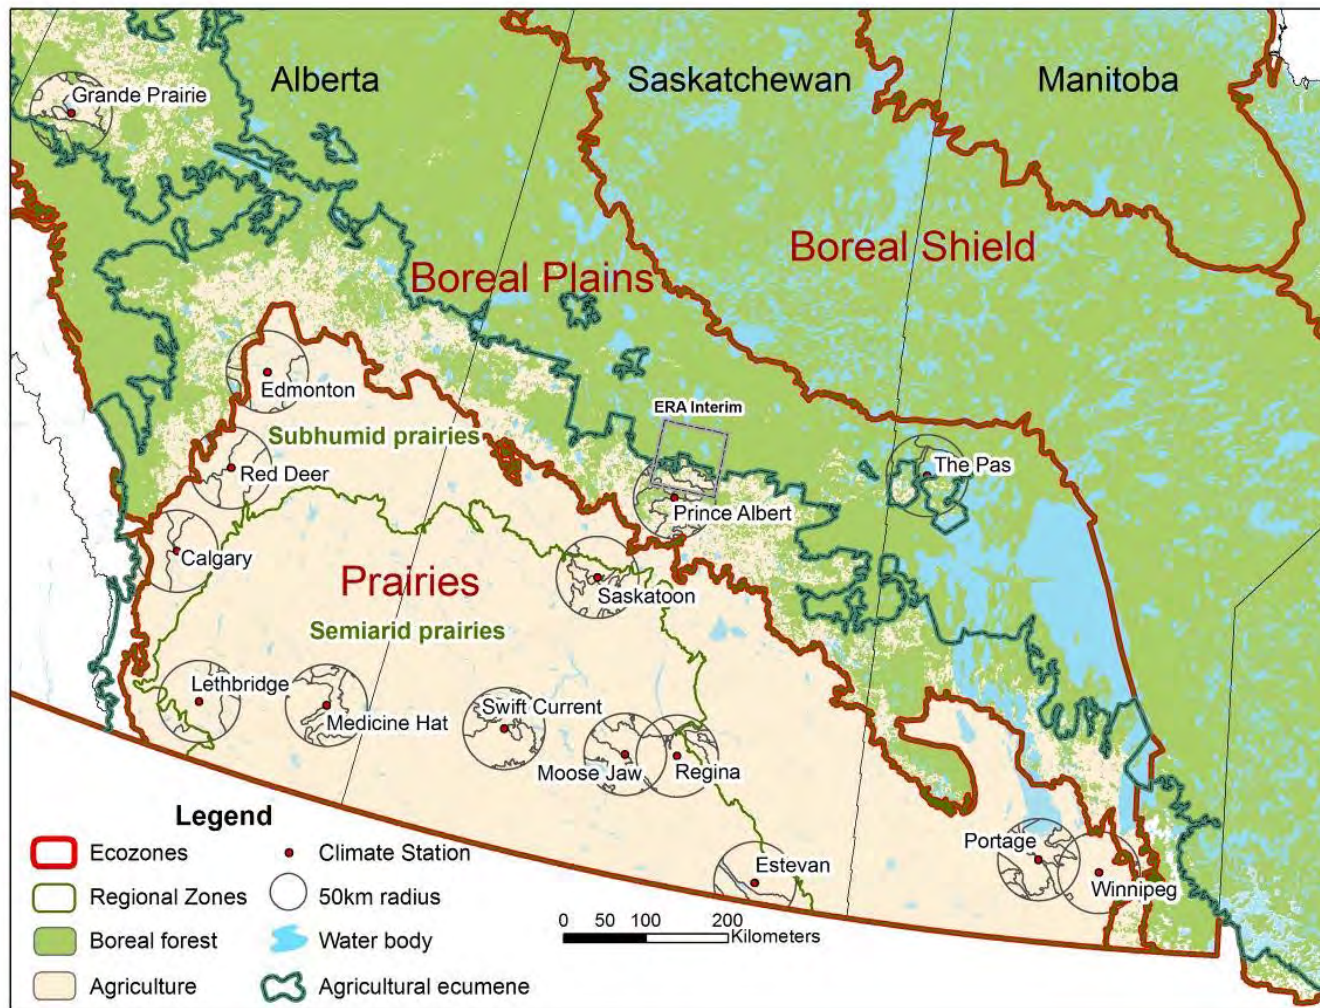 Alberta
Saskatchewan
Manitoba
Grande Prairie
Boreal Shield
Boreal Plains
Edmonton
ERA Interim
Subhumid prairies
Red Deer
The Pas
Prince Albert
Calgary
Prairies
Saskatoon
Semiarid prairies
Lethbridge
Medicine Hat
Swift Current
Moose Jaw
Regina
Estevan
Portage
Winnipeg
Legend
Ecozones
Climate Station
Regional Zones
50km radius
Boreal forest
Water body
Agriculture
Agricultural ecumene
0 50 100 200
Kilometers